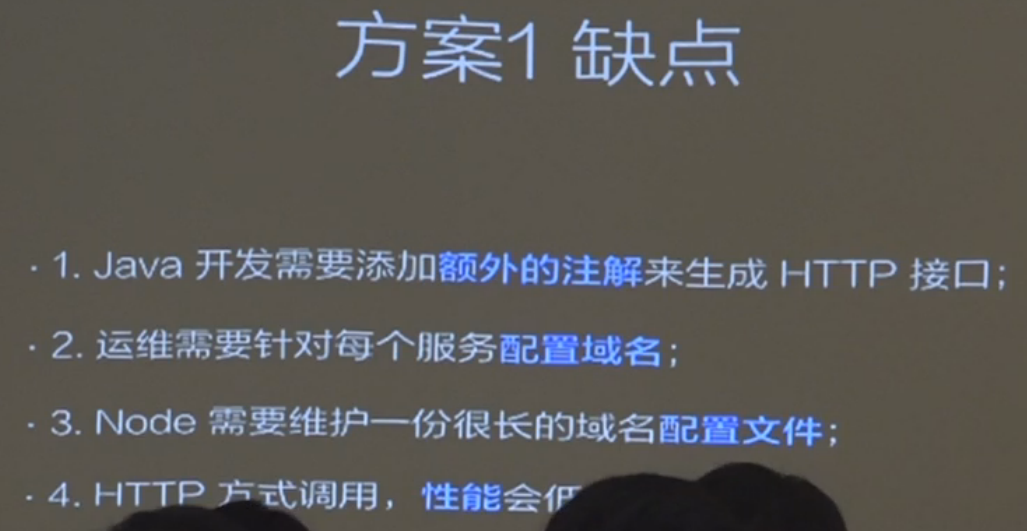 方案1 缺点
· 1. Java 开发需要添加额外的注解来生成 HTTP 接口;
· 2. 运维需要针对每个服务配置域名;
· 3. Node 需要维护一份很长的域名配置文件;
· 4. HTTP 方式调用,性能会低